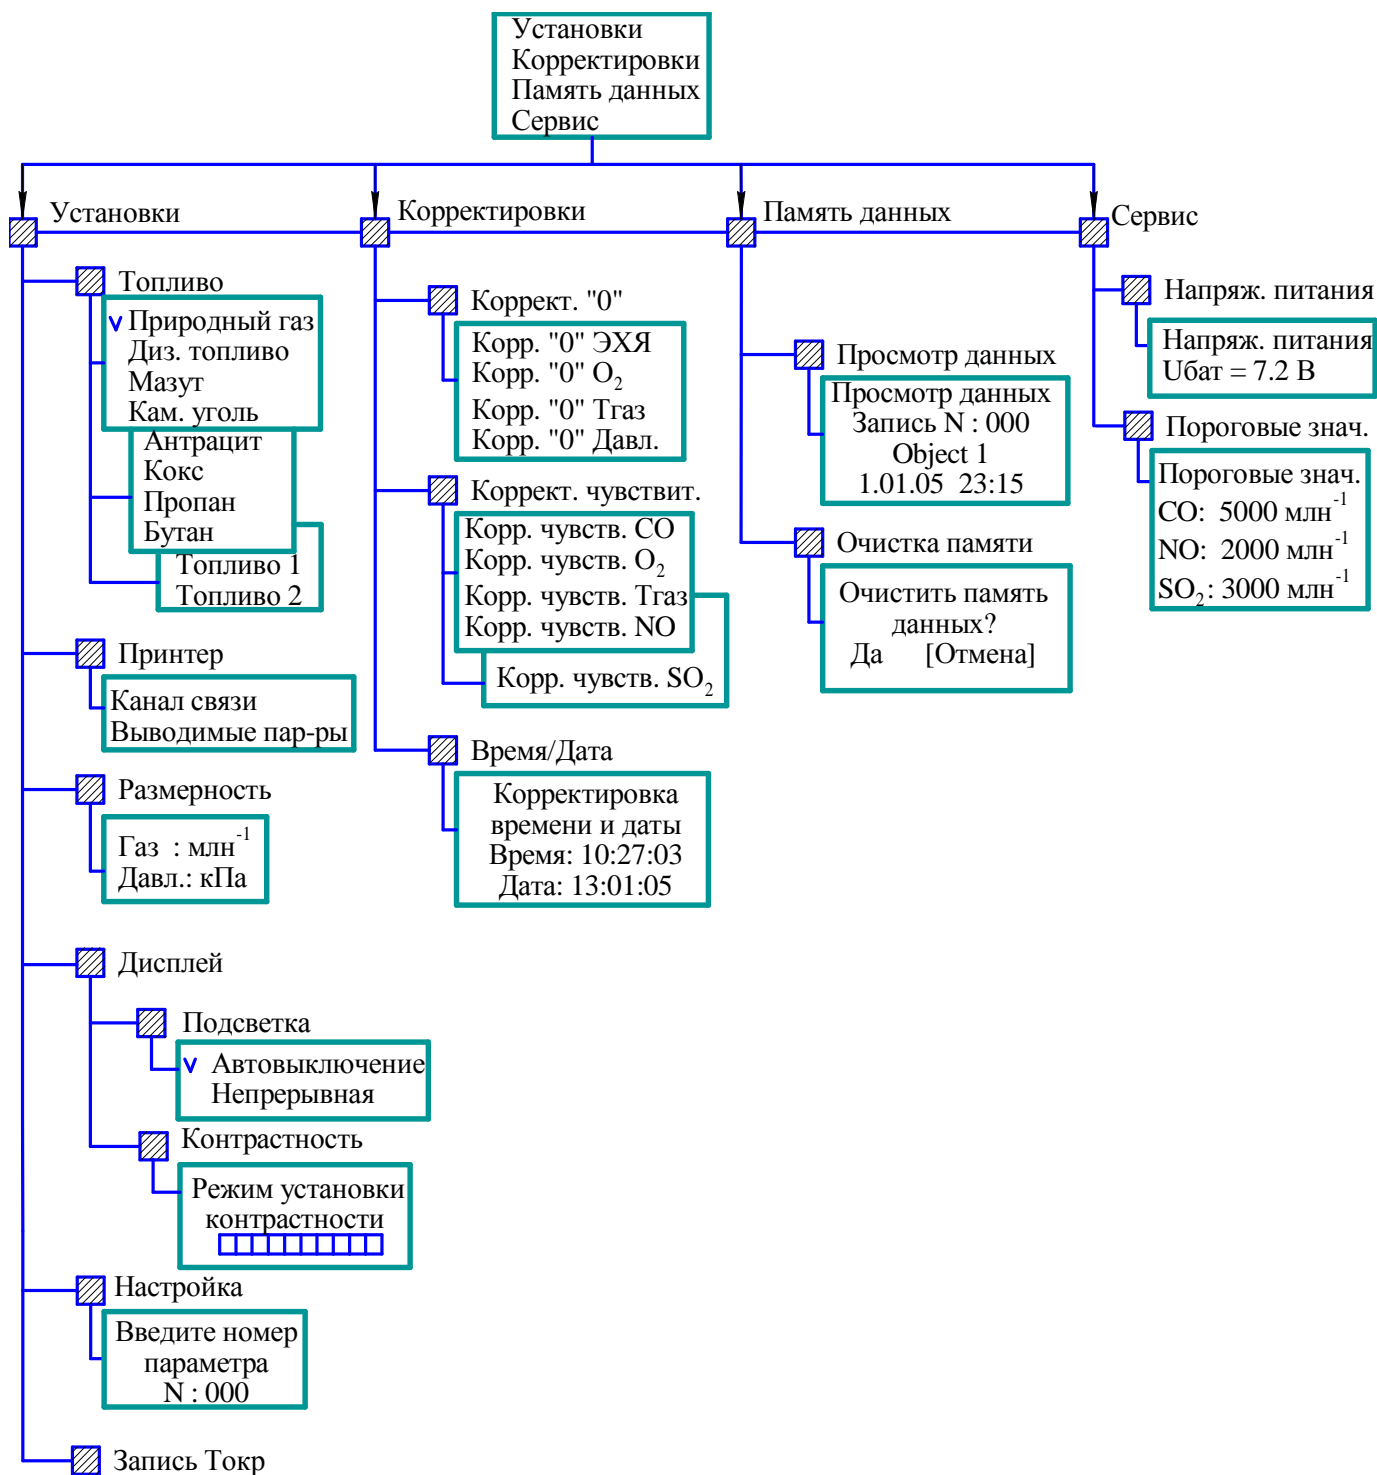 Установки
Корректировки
Память данных
Сервис
Установки
Топливо
v Природный газ
Диз. топливо
Мазут
Кам. уголь
Антрацит
Кокс
Пропан
Бутан
Топливо 1
Топливо 2
Принтер
Канал связи
Выводимые пар-ры
Размерность
Газ : млн⁻¹
Давл.: кПа
Дисплей
Подсветка
v Автовыключение
Непрерывная
Контрастность
Режим установки
контрастности
Настройка
Введите номер
параметра
N : 000
Запись Токр
Корректировки
Коррект. "0"
Корр. "0" ЭХЯ
Корр. "0" O₂
Корр. "0" Тгаз
Корр. "0" Давл.
Коррект. чувствит.
Корр. чувств. CO
Корр. чувств. O₂
Корр. чувств. Тгаз
Корр. чувств. NO
Корр. чувств. SO₂
Время/Дата
Корректировка
времени и даты
Время: 10:27:03
Дата: 13:01:05
Память данных
Просмотр данных
Просмотр данных
Запись N : 000
Object 1
1.01.05 23:15
Очистка памяти
Очистить память
данных?
Да [Отмена]
Сервис
Напряж. питания
Напряж. питания
Uбат = 7.2 В
Пороговые знач.
Пороговые знач.
CO: 5000 млн⁻¹
NO: 2000 млн⁻¹
SO₂: 3000 млн⁻¹